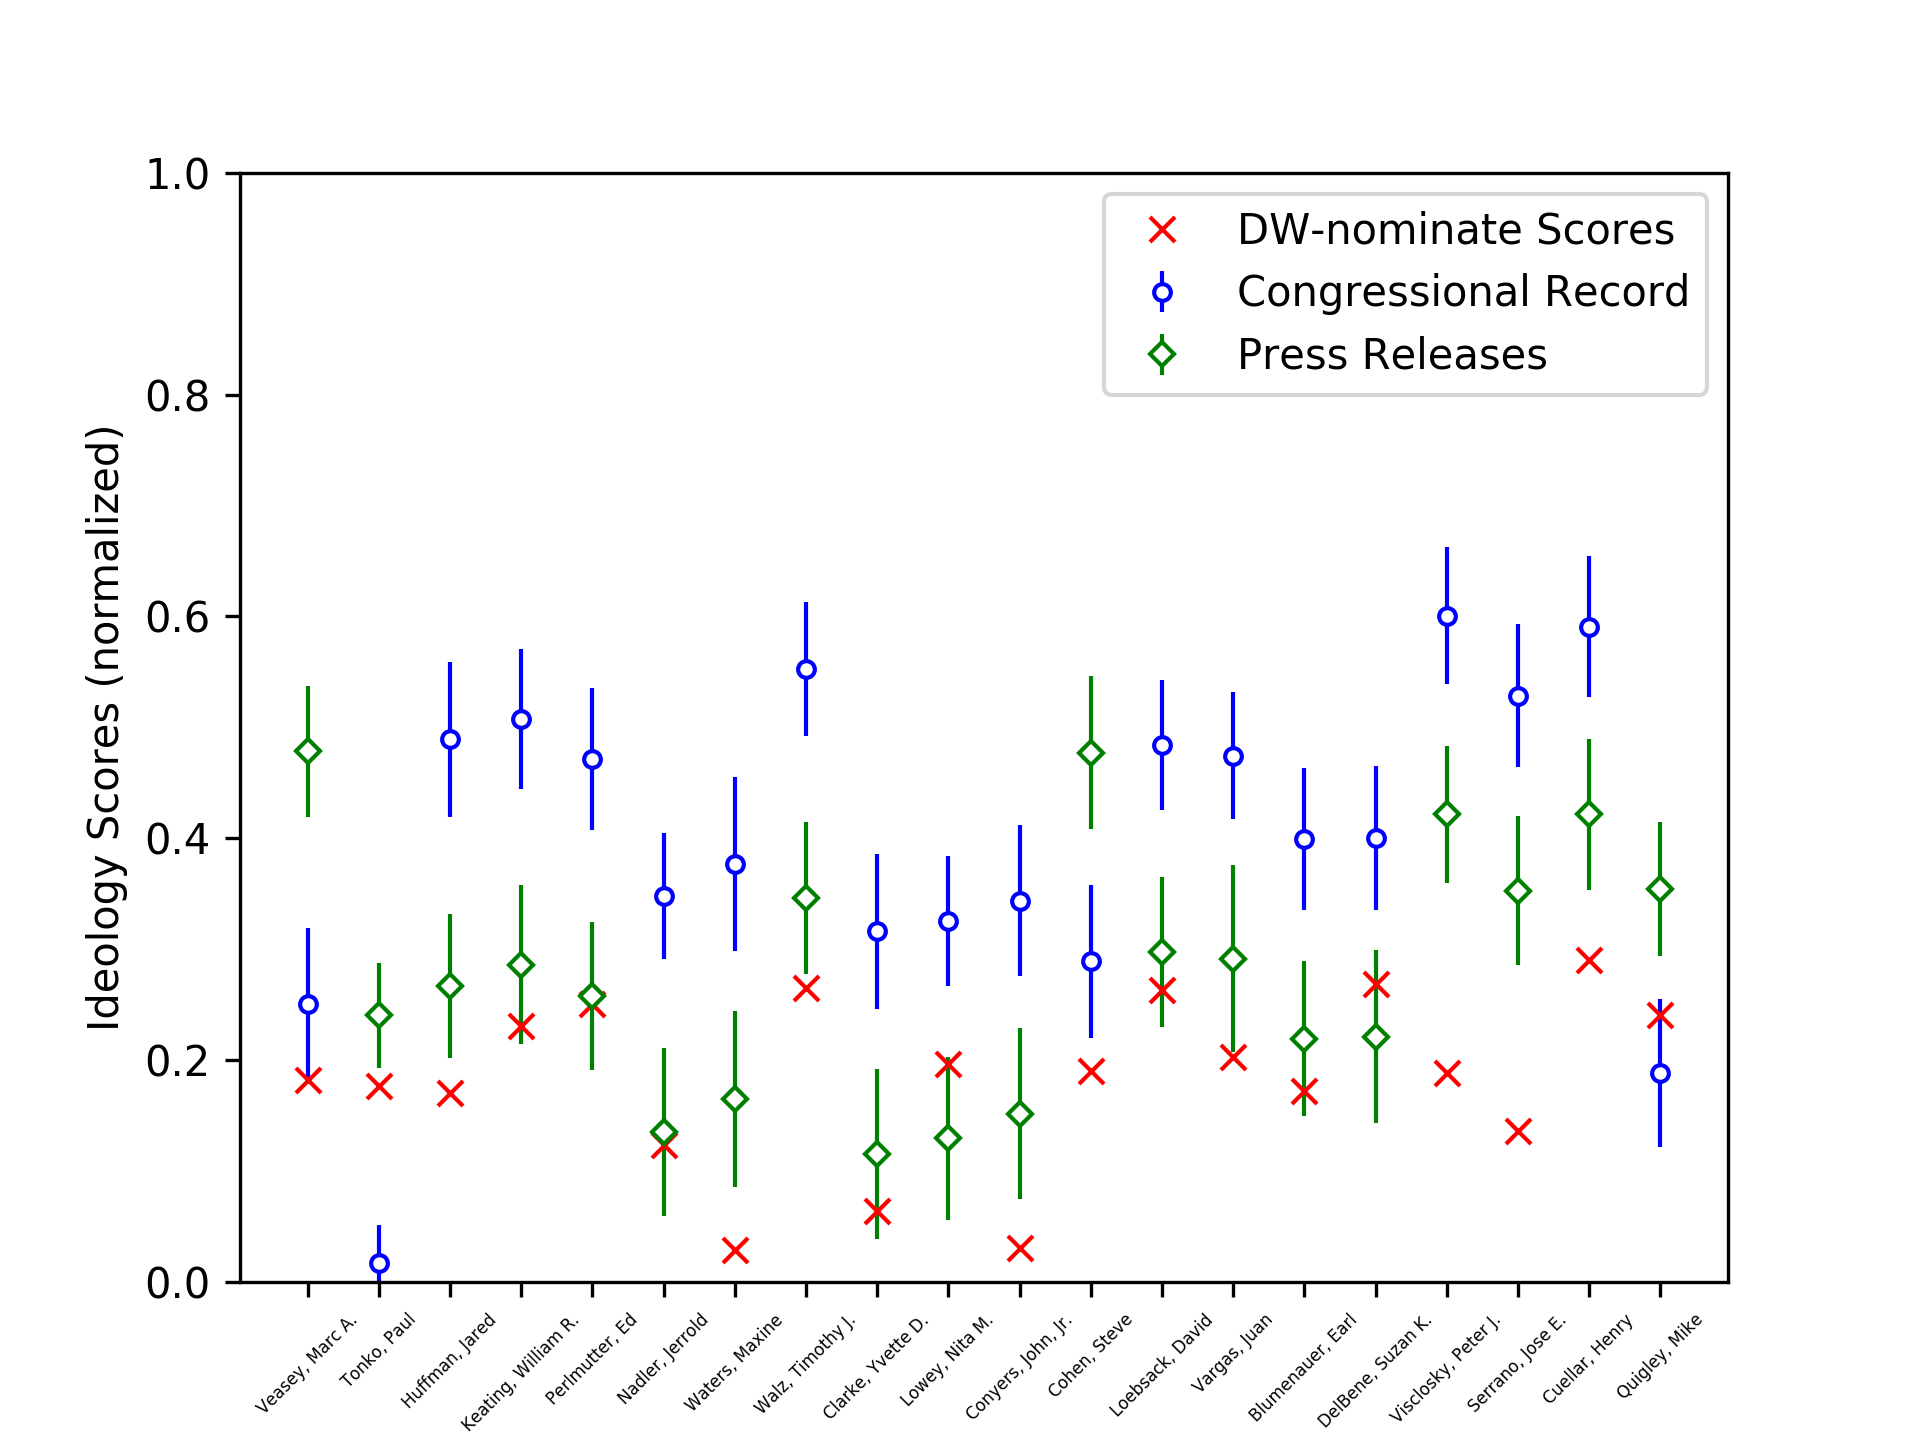 1.0
0.8
0.6
0.4
0.2
0.0
Ideology Scores (normalized)
DW-nominate Scores
Congressional Record
Press Releases
Veasey, Marc A.
Tonko, Paul
Huffman, Jared
Keating, William R.
Perlmutter, Ed
Nadler, Jerrold
Waters, Maxine
Walz, Timothy J.
Clarke, Yvette D.
Lowey, Nita M.
Conyers, John, Jr.
Cohen, Steve
Loebsack, David
Vargas, Juan
Blumenauer, Earl
DelBene, Suzan K.
Visclosky, Peter J.
Serrano, Jose E.
Cuellar, Henry
Quigley, Mike